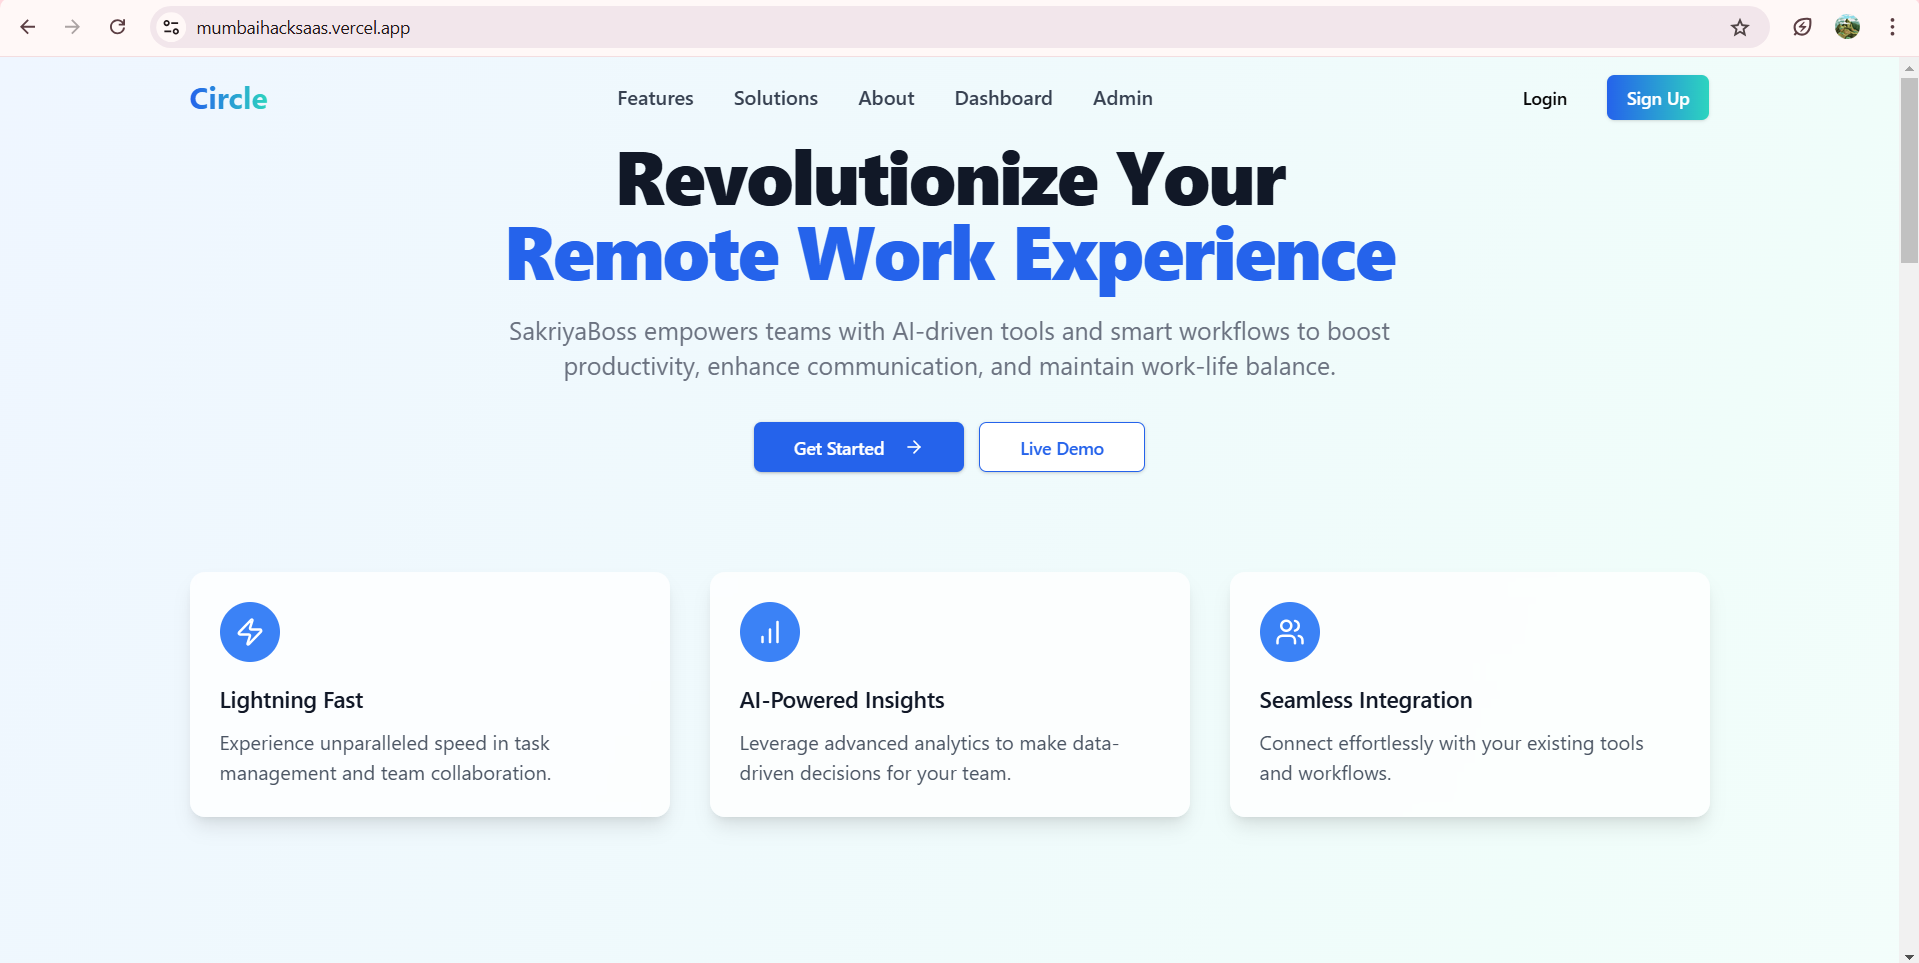 mumbaihacksaas.vercel.app
Circle
Features
Solutions
About
Dashboard
Admin
Login
Sign Up
Revolutionize Your
Remote Work Experience
SakriyaBoss empowers teams with AI-driven tools and smart workflows to boost
productivity, enhance communication, and maintain work-life balance.
Get Started
Live Demo
Lightning Fast
Experience unparalleled speed in task
management and team collaboration.
AI-Powered Insights
Leverage advanced analytics to make data-
driven decisions for your team.
Seamless Integration
Connect effortlessly with your existing tools
and workflows.